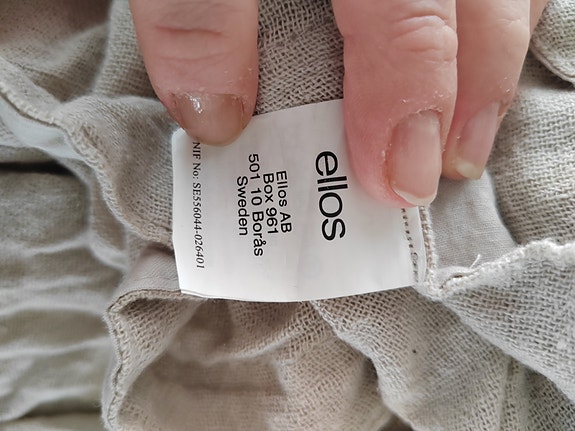 ellos
Ellos AB
Box 961
501 10 Borås
Sweden
NIF No: SE556044-026401